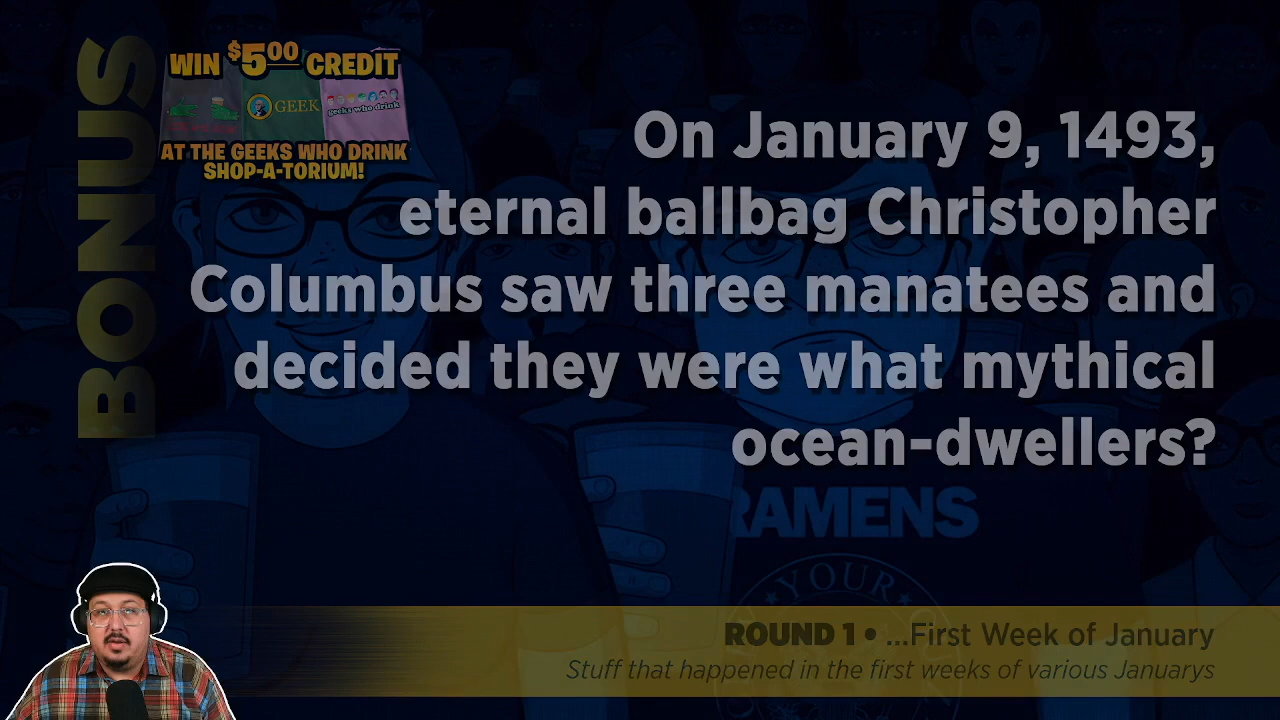 BONUS
WIN $5.00 CREDIT
GEEK
geeks who drink
AT THE GEEKS WHO DRINK
SHOP-A-TORIUM!
On January 9, 1493,
eternal ballbag Christopher
Columbus saw three manatees and
decided they were what mythical
ocean-dwellers?
RAMENS
YOUR
ROUND 1 • ...First Week of January
Stuff that happened in the first weeks of various Januarys